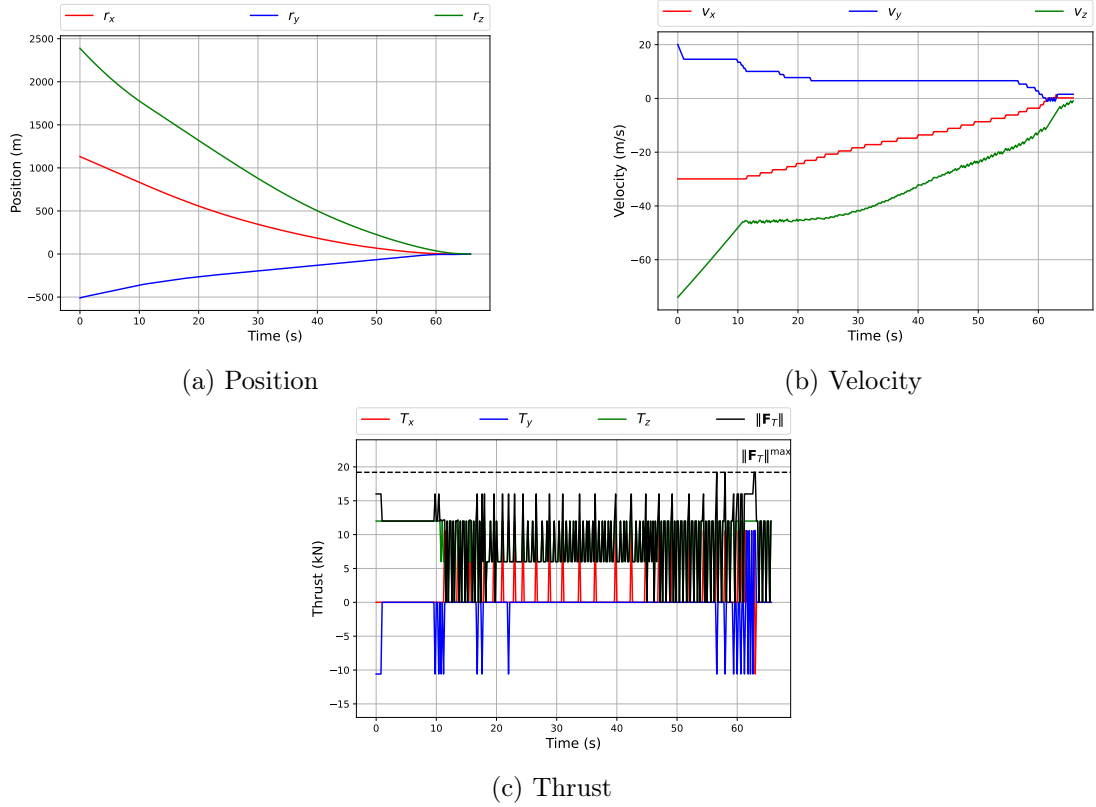 r_x r_y r_z
2500
2000
1500
1000
500
0
−500
Position (m)
0 10 20 30 40 50 60
Time (s)
(a) Position
v_x v_y v_z
20
0
−20
−40
−60
Velocity (m/s)
0 10 20 30 40 50 60
Time (s)
(b) Velocity
T_x T_y T_z ‖F_T‖
‖F_T‖^max
20
15
10
5
0
−5
−10
−15
Thrust (kN)
0 10 20 30 40 50 60
Time (s)
(c) Thrust